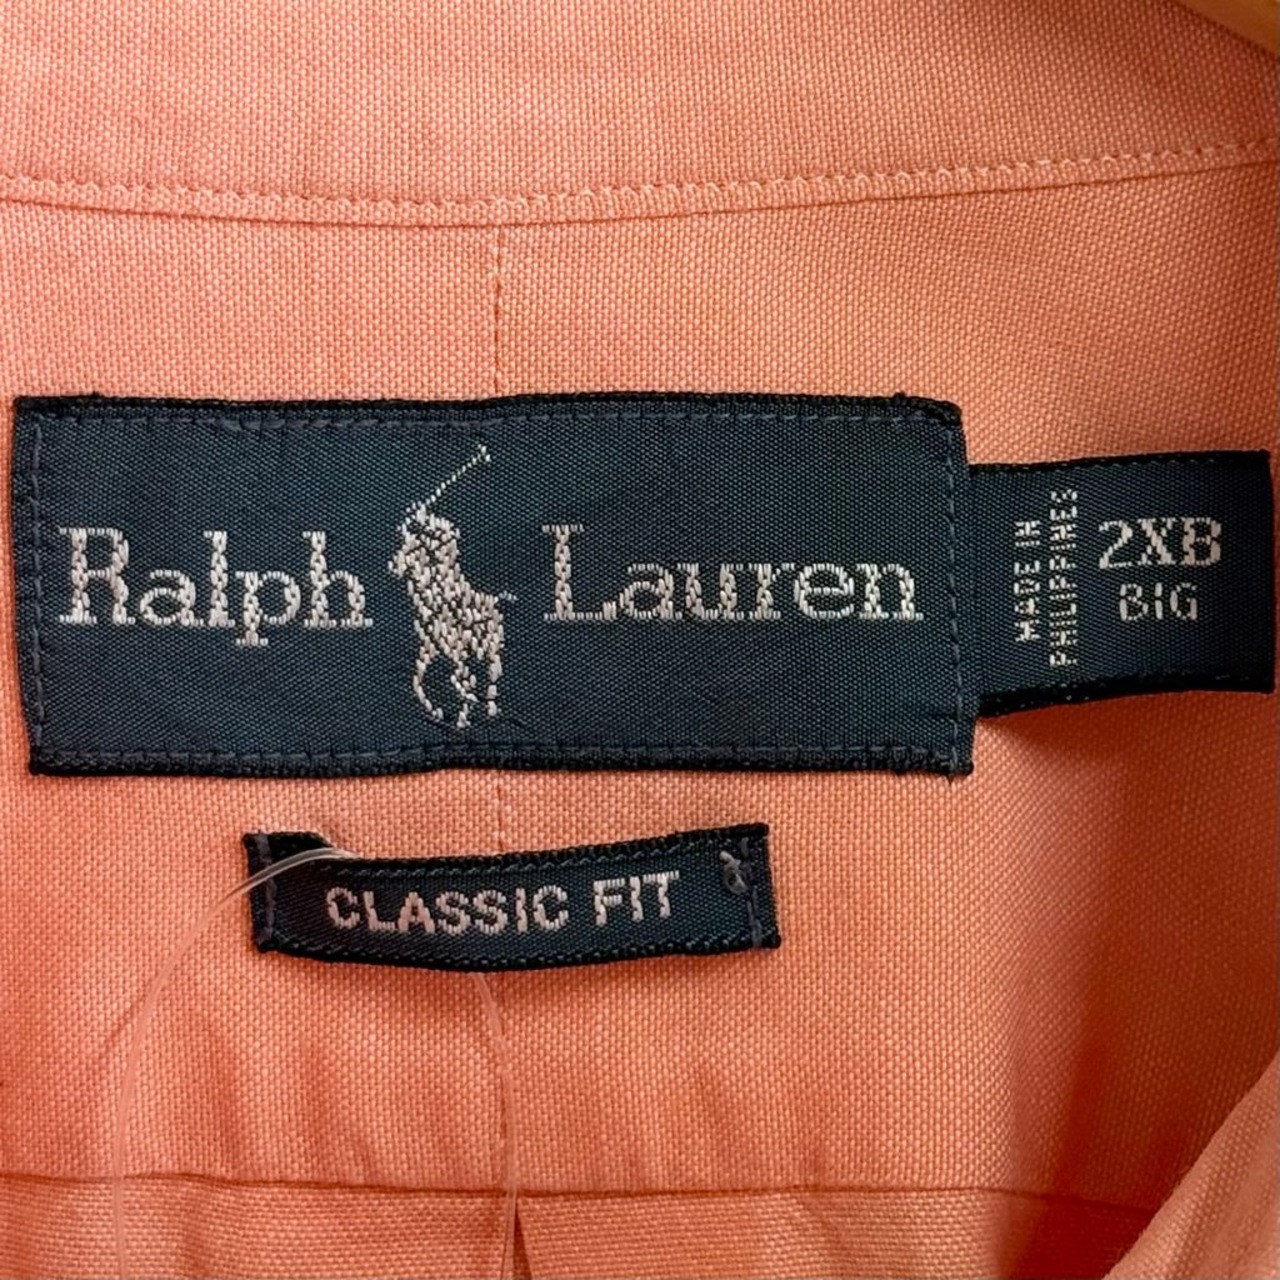 Ralph Lauren
MADE IN
PHILIPPINES
2XB
BIG
CLASSIC FIT